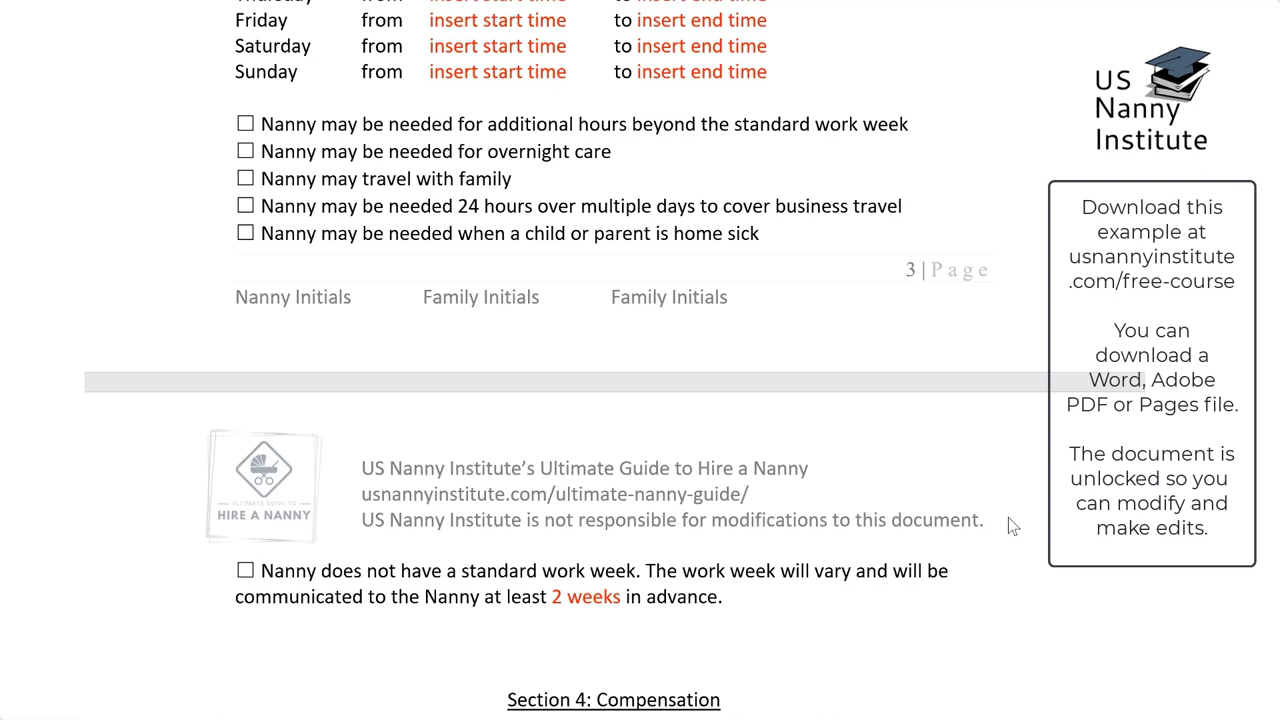 Friday from insert start time to insert end time
Saturday from insert start time to insert end time
Sunday from insert start time to insert end time
☐ Nanny may be needed for additional hours beyond the standard work week
☐ Nanny may be needed for overnight care
☐ Nanny may travel with family
☐ Nanny may be needed 24 hours over multiple days to cover business travel
☐ Nanny may be needed when a child or parent is home sick
3 | Page
Nanny Initials Family Initials Family Initials
HIRE A NANNY
US Nanny Institute’s Ultimate Guide to Hire a Nanny
usnannyinstitute.com/ultimate-nanny-guide/
US Nanny Institute is not responsible for modifications to this document.
☐ Nanny does not have a standard work week. The work week will vary and will be
communicated to the Nanny at least 2 weeks in advance.
Section 4: Compensation
US
Nanny
Institute
Download this
example at
usnannyinstitute
.com/free-course
You can
download a
Word, Adobe
PDF or Pages file.
The document is
unlocked so you
can modify and
make edits.